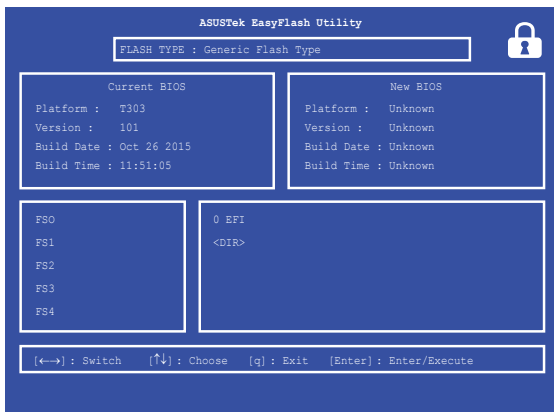 ASUSTek EasyFlash Utility
FLASH TYPE : Generic Flash Type
Current BIOS
Platform : T303
Version : 101
Build Date : Oct 26 2015
Build Time : 11:51:05
New BIOS
Platform : Unknown
Version : Unknown
Build Date : Unknown
Build Time : Unknown
FSO
FS1
FS2
FS3
FS4
0 EFI
<DIR>
[←→] : Switch [↑↓] : Choose [q] : Exit [Enter] : Enter/Execute